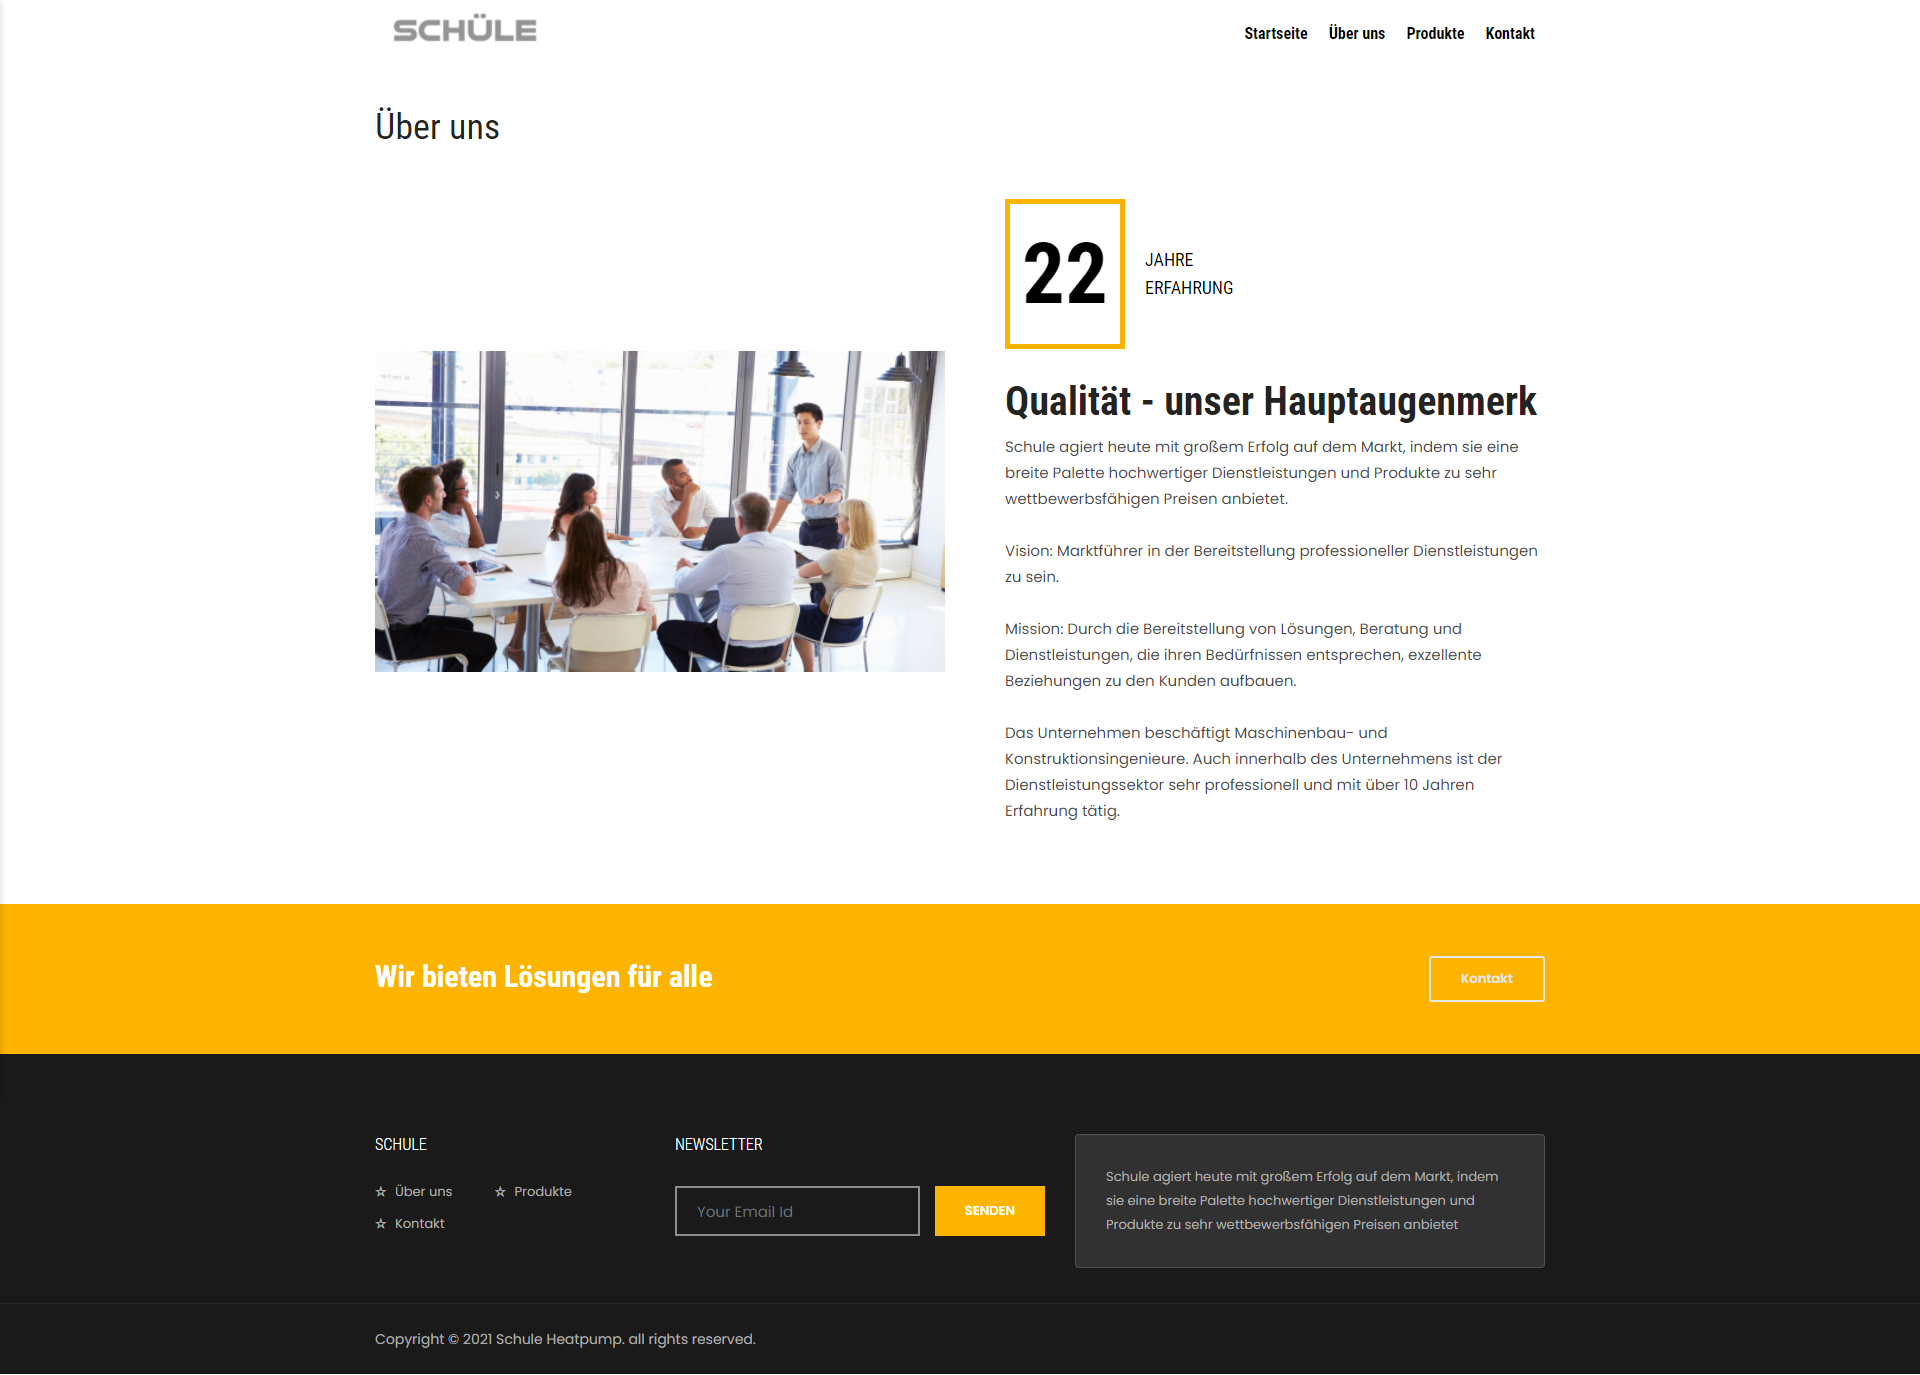 SCHÜLE
Startseite Über uns Produkte Kontakt
Über uns
22
JAHRE
ERFAHRUNG
Qualität - unser Hauptaugenmerk
Schule agiert heute mit großem Erfolg auf dem Markt, indem sie eine
breite Palette hochwertiger Dienstleistungen und Produkte zu sehr
wettbewerbsfähigen Preisen anbietet.
Vision: Marktführer in der Bereitstellung professioneller Dienstleistungen
zu sein.
Mission: Durch die Bereitstellung von Lösungen, Beratung und
Dienstleistungen, die ihren Bedürfnissen entsprechen, exzellente
Beziehungen zu den Kunden aufbauen.
Das Unternehmen beschäftigt Maschinenbau- und
Konstruktionsingenieure. Auch innerhalb des Unternehmens ist der
Dienstleistungssektor sehr professionell und mit über 10 Jahren
Erfahrung tätig.
Wir bieten Lösungen für alle
Kontakt
SCHULE
☆ Über uns ☆ Produkte
☆ Kontakt
NEWSLETTER
Your Email Id
SENDEN
Schule agiert heute mit großem Erfolg auf dem Markt, indem
sie eine breite Palette hochwertiger Dienstleistungen und
Produkte zu sehr wettbewerbsfähigen Preisen anbietet
Copyright © 2021 Schule Heatpump. all rights reserved.